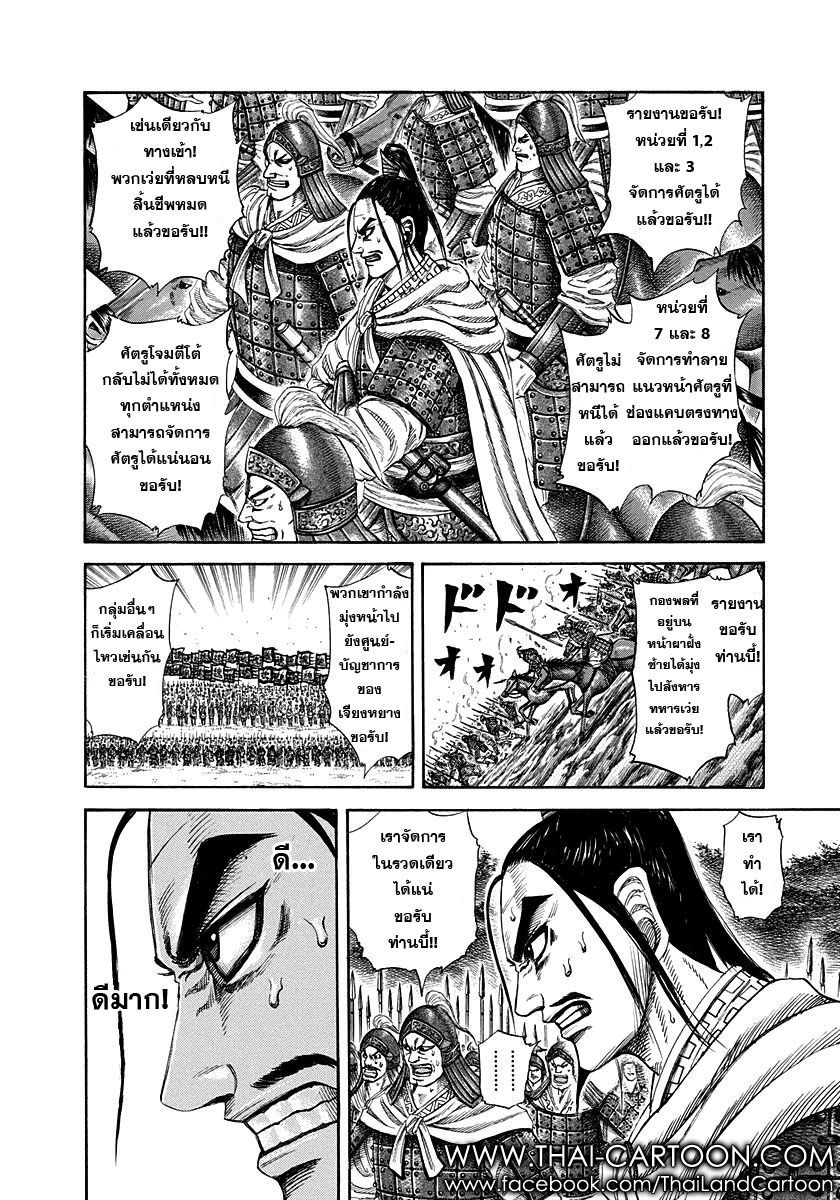 รายงานขอรับ!
หน่วยที่ 1,2
และ 3
จัดการศัตรูได้
แล้วขอรับ!!
เช่นเดียวกับ
ทางเข้า!
พวกเว่ยที่หลบหนี
สิ้นชีพหมด
แล้วขอรับ!!
หน่วยที่
7 และ 8
จัดการทำลาย
แนวหน้าศัตรูที่
ช่องแคบตรงทาง
ออกแล้วขอรับ!
ศัตรูไม่
สามารถ
หนีได้
แล้ว
ขอรับ!
ศัตรูโจมตีโต้
กลับไม่ได้ทั้งหมด
ทุกตำแหน่ง
สามารถจัดการ
ศัตรูได้แน่นอน
ขอรับ!
รายงาน
ขอรับ
ท่านบี้!
กองพลที่
อยู่บน
หน้าผาฝั่ง
ซ้ายได้มุ่ง
ไปสังหาร
ทหารเว่ย
แล้วขอรับ!
ドドォ
ォォ
พวกเขากำลัง
มุ่งหน้าไป
ยังศูนย์-
บัญชาการ
ของ
เจียงหยาง
ขอรับ!
กลุ่มอื่นๆ
ก็เริ่มเคลื่อน
ไหวเช่นกัน
ขอรับ!
เรา
ทำ
ได้!
เราจัดการ
ในรวดเดียว
ได้แน่
ขอรับ
ท่านบี้!!
......
ดี...
ดีมาก!
WWW.THAI-CARTOON.COM
www.facebook.com/ThaiLandCartoon